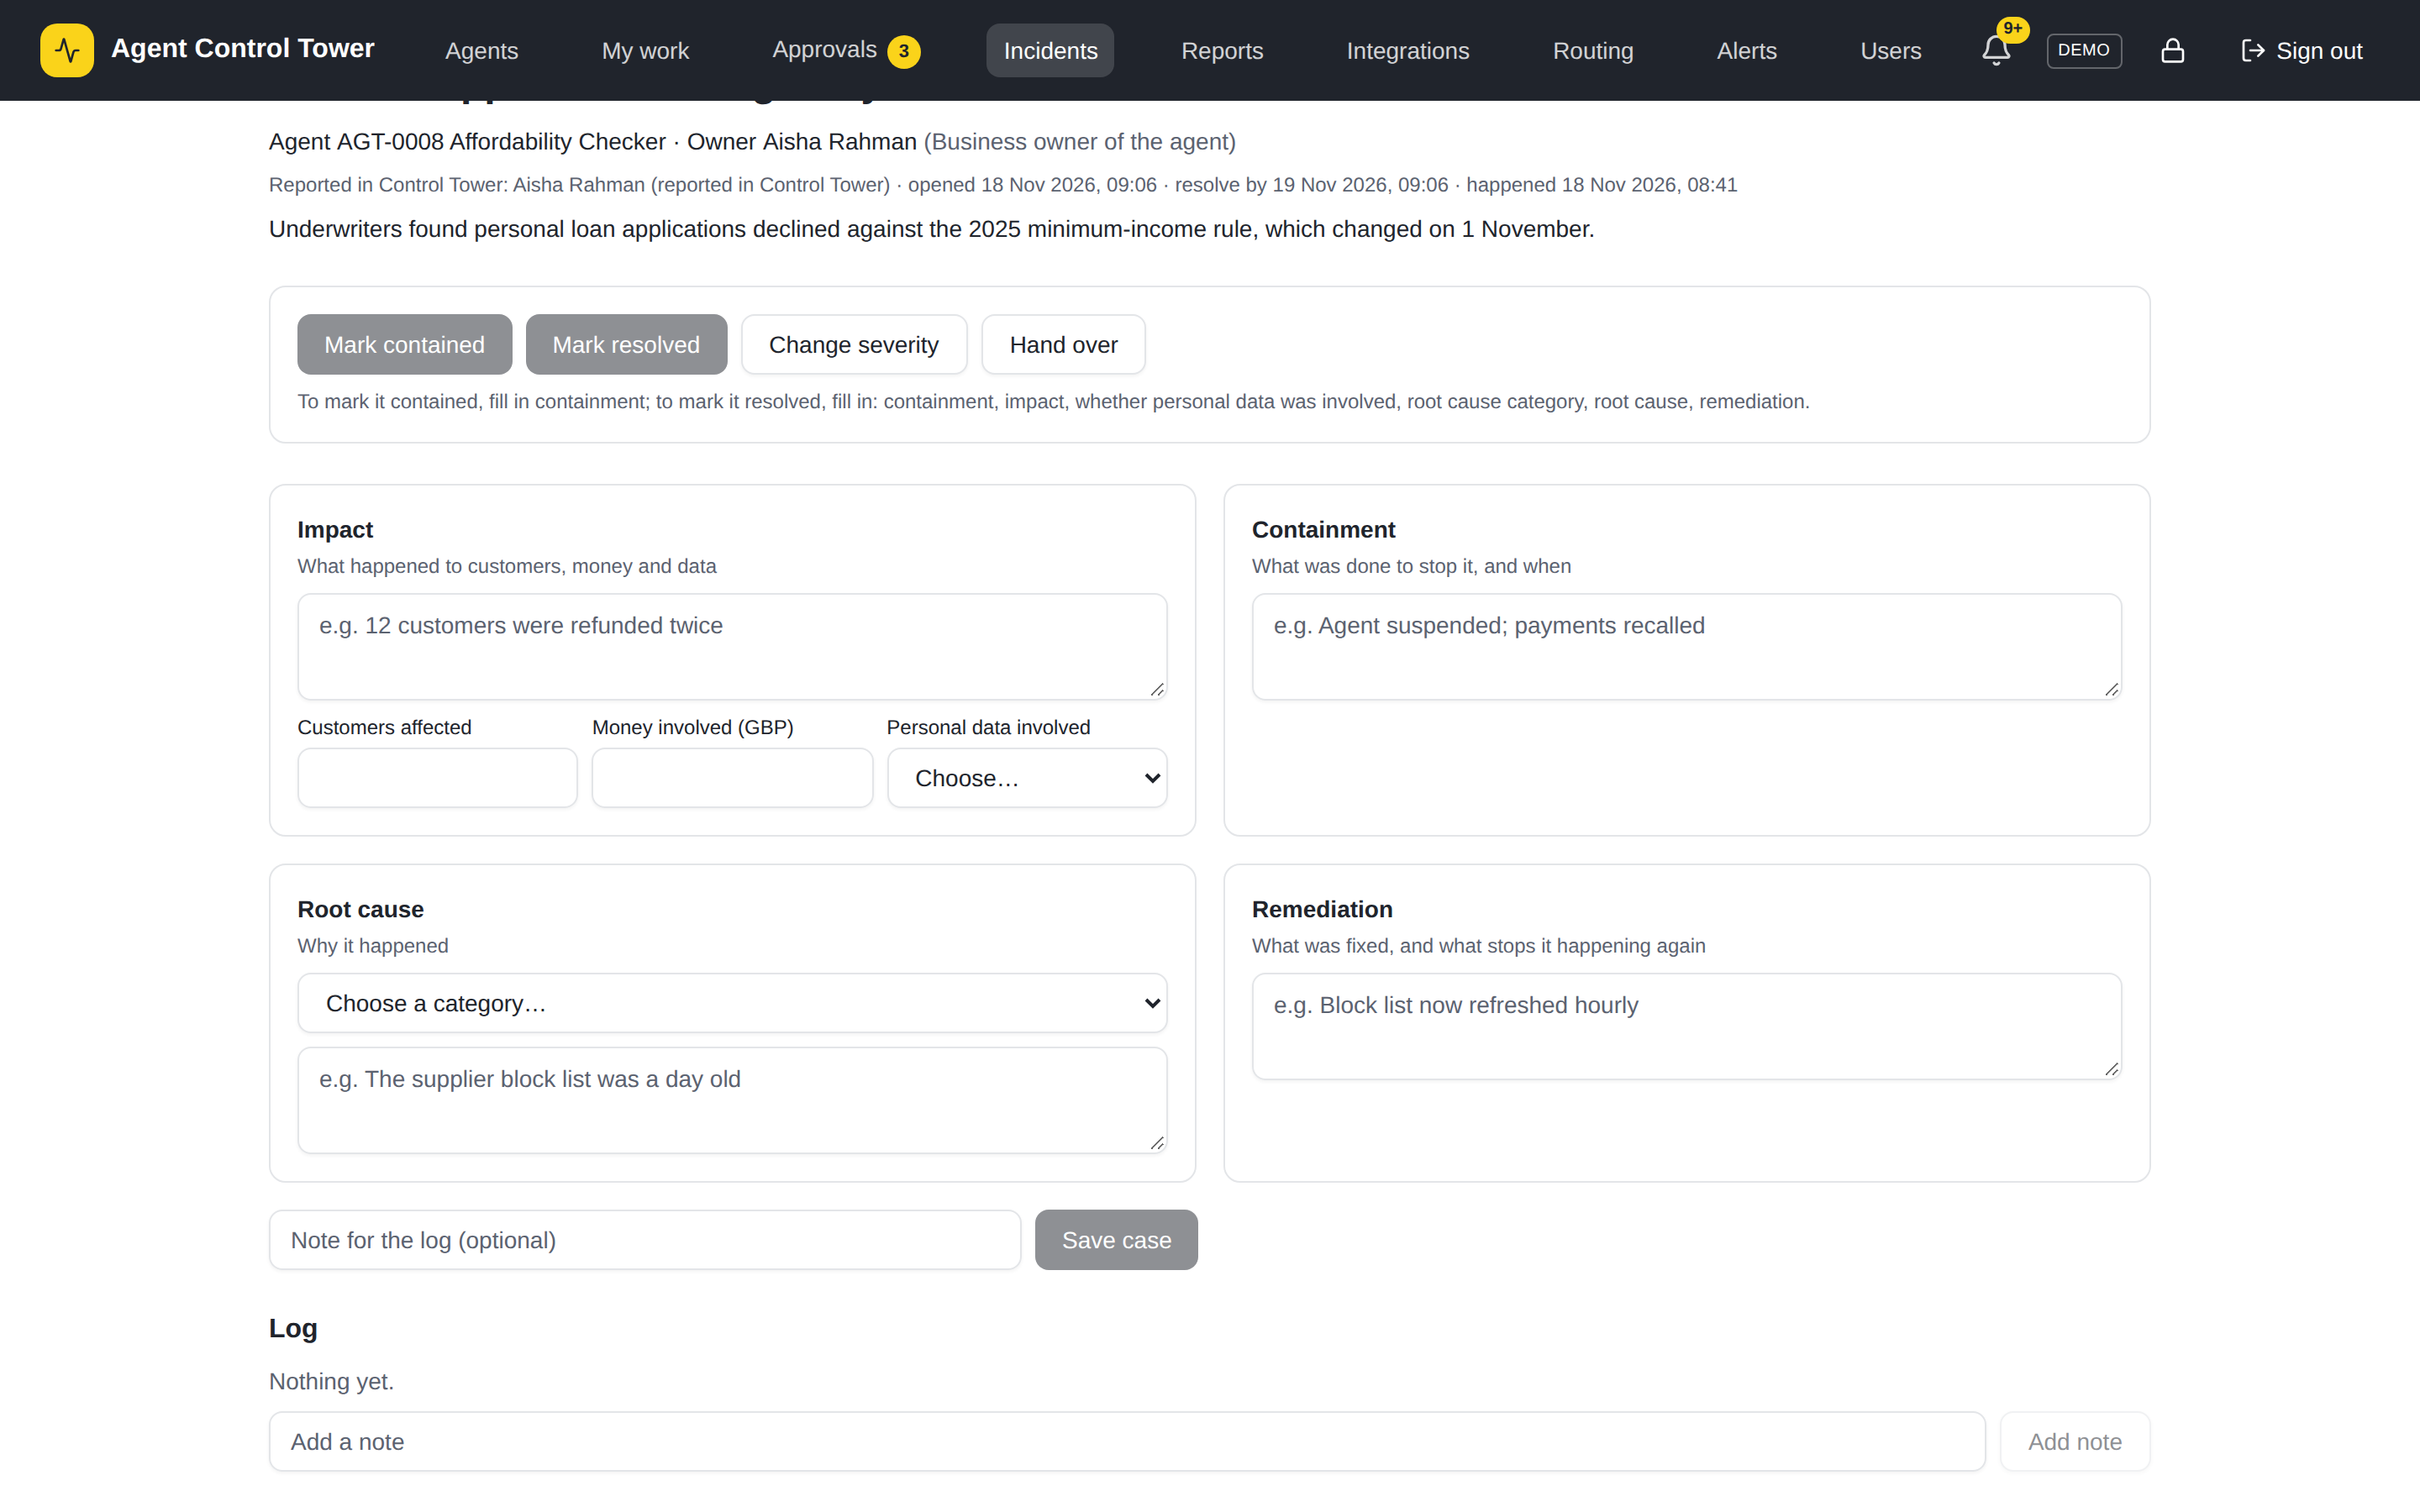 Agent Control Tower
Agents
My work
Approvals 3
Incidents
Reports
Integrations
Routing
Alerts
Users
9+
DEMO
Sign out
Agent AGT-0008 Affordability Checker · Owner Aisha Rahman (Business owner of the agent)
Reported in Control Tower: Aisha Rahman (reported in Control Tower) · opened 18 Nov 2026, 09:06 · resolve by 19 Nov 2026, 09:06 · happened 18 Nov 2026, 08:41
Underwriters found personal loan applications declined against the 2025 minimum-income rule, which changed on 1 November.
Mark contained
Mark resolved
Change severity
Hand over
To mark it contained, fill in containment; to mark it resolved, fill in: containment, impact, whether personal data was involved, root cause category, root cause, remediation.
Impact
What happened to customers, money and data
e.g. 12 customers were refunded twice
Customers affected
Money involved (GBP)
Personal data involved
Choose…
Containment
What was done to stop it, and when
e.g. Agent suspended; payments recalled
Root cause
Why it happened
Choose a category…
e.g. The supplier block list was a day old
Remediation
What was fixed, and what stops it happening again
e.g. Block list now refreshed hourly
Note for the log (optional)
Save case
Log
Nothing yet.
Add a note
Add note